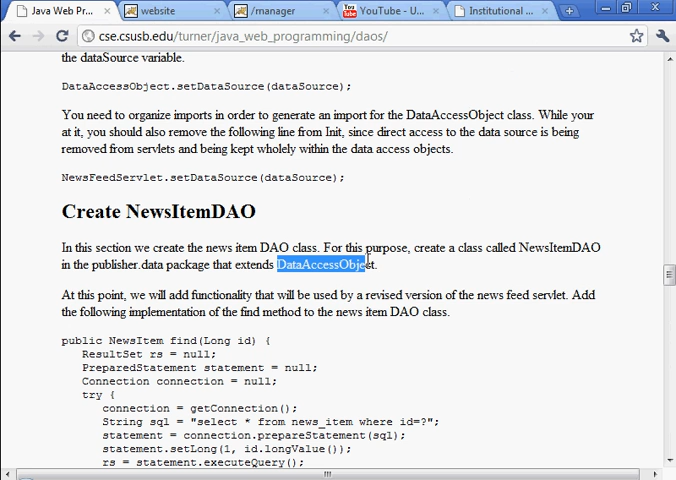 Java Web Pro
website
/manager
YouTube - U...
Institutional ...
cse.csusb.edu/turner/java_web_programming/daos/
the dataSource variable.
DataAccessObject.setDataSource(dataSource);
You need to organize imports in order to generate an import for the DataAccessObject class. While your
at it, you should also remove the following line from Init, since direct access to the data source is being
removed from servlets and being kept wholely within the data access objects.
NewsFeedServlet.setDataSource(dataSource);
Create NewsItemDAO
In this section we create the news item DAO class. For this purpose, create a class called NewsItemDAO
in the publisher.data package that extends DataAccessObject.
At this point, we will add functionality that will be used by a revised version of the news feed servlet. Add
the following implementation of the find method to the news item DAO class.
public NewsItem find(Long id) {
ResultSet rs = null;
PreparedStatement statement = null;
Connection connection = null;
try {
connection = getConnection();
String sql = "select * from news_item where id=?";
statement = connection.prepareStatement(sql);
statement.setLong(1, id.longValue());
rs = statement.executeQuery();